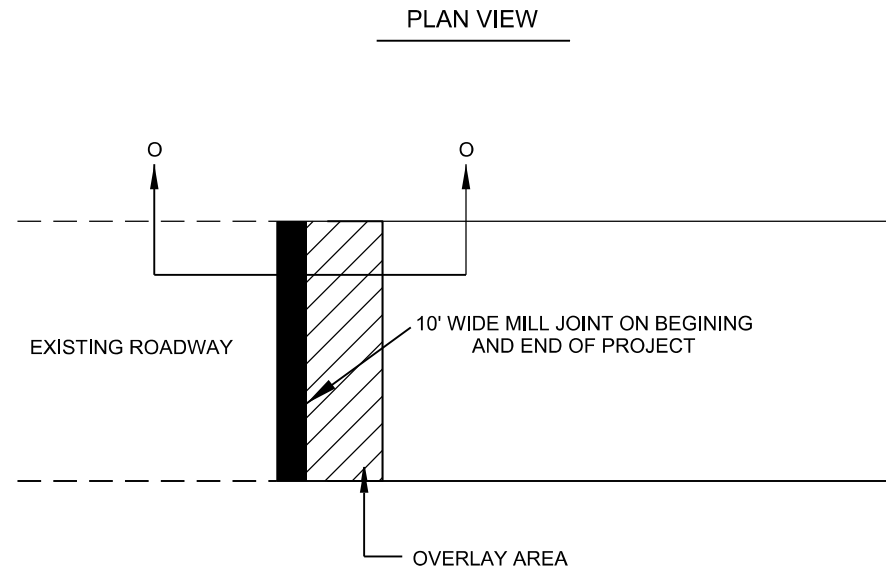 PLAN VIEW
O
O
EXISTING ROADWAY
10' WIDE MILL JOINT ON BEGINING
AND END OF PROJECT
OVERLAY AREA